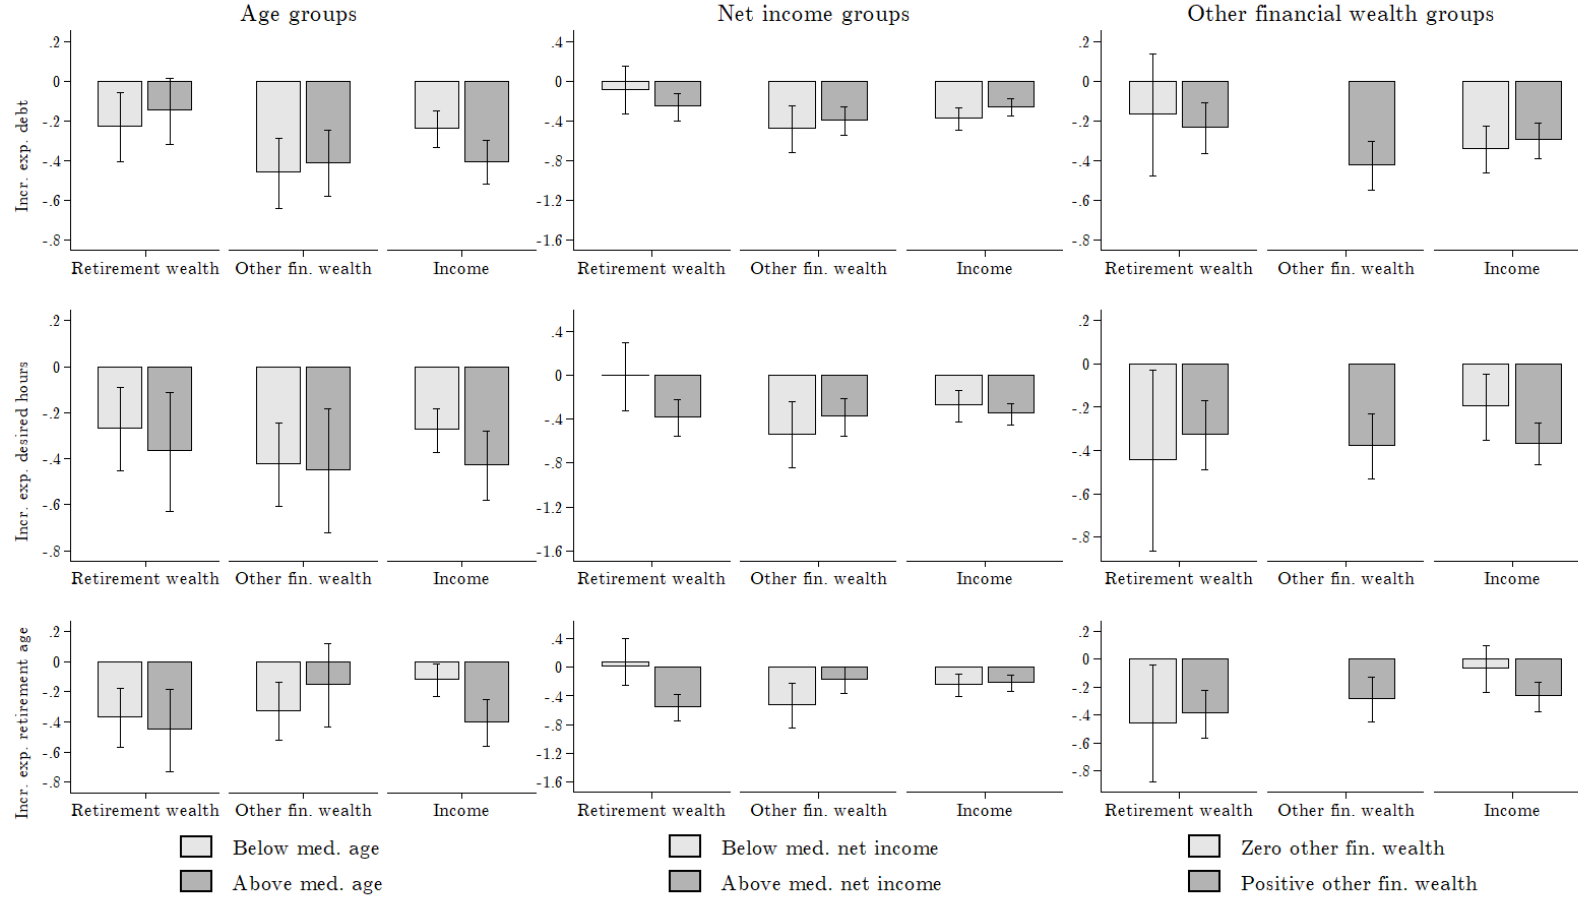 Age groups
Net income groups
Other financial wealth groups
Incr. exp. debt
.2
0
-.2
-.4
-.6
-.8
Retirement wealth
Other fin. wealth
Income
.4
0
-.4
-.8
-1.2
-1.6
Retirement wealth
Other fin. wealth
Income
.2
0
-.2
-.4
-.6
-.8
Retirement wealth
Other fin. wealth
Income
Incr. exp. desired hours
.2
0
-.2
-.4
-.6
-.8
Retirement wealth
Other fin. wealth
Income
.4
0
-.4
-.8
-1.2
-1.6
Retirement wealth
Other fin. wealth
Income
.2
0
-.2
-.4
-.6
-.8
Retirement wealth
Other fin. wealth
Income
Incr. exp. retirement age
.2
0
-.2
-.4
-.6
-.8
Retirement wealth
Other fin. wealth
Income
.4
0
-.4
-.8
-1.2
-1.6
Retirement wealth
Other fin. wealth
Income
.2
0
-.2
-.4
-.6
-.8
Retirement wealth
Other fin. wealth
Income
Below med. age
Above med. age
Below med. net income
Above med. net income
Zero other fin. wealth
Positive other fin. wealth